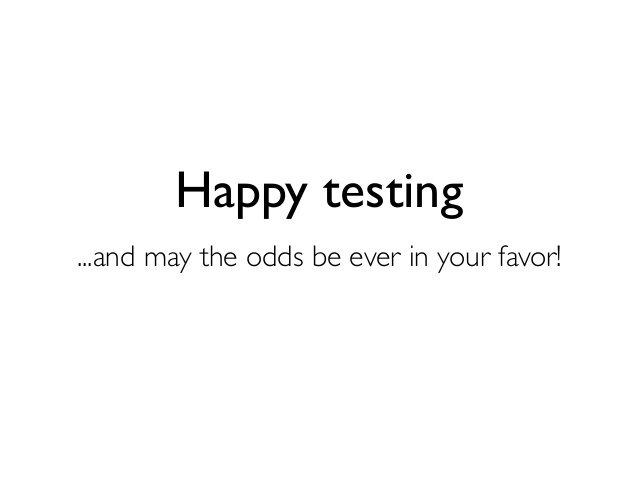 Happy testing
...and may the odds be ever in your favor!